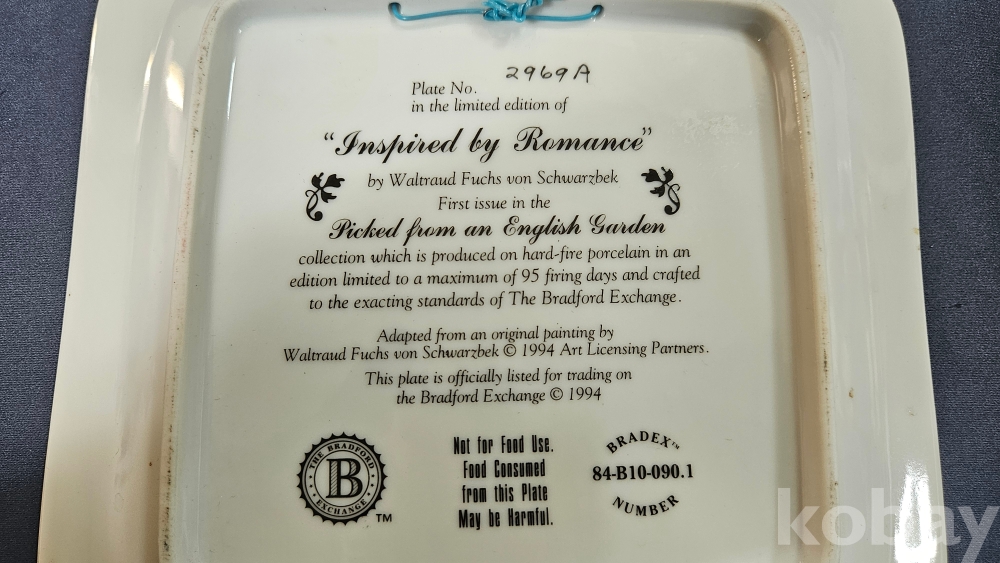 Plate No. 2969A
in the limited edition of
“Inspired by Romance”
by Waltraud Fuchs von Schwarzbek
First issue in the
Picked from an English Garden
collection which is produced on hard-fire porcelain in an
edition limited to a maximum of 95 firing days and crafted
to the exacting standards of The Bradford Exchange.
Adapted from an original painting by
Waltraud Fuchs von Schwarzbek © 1994 Art Licensing Partners.
This plate is officially listed for trading on
the Bradford Exchange © 1994
THE BRADFORD
B
EXCHANGE
TM
Not for Food Use.
Food Consumed
from this Plate
May be Harmful.
BRADEX™
84-B10-090.1
NUMBER
kobay